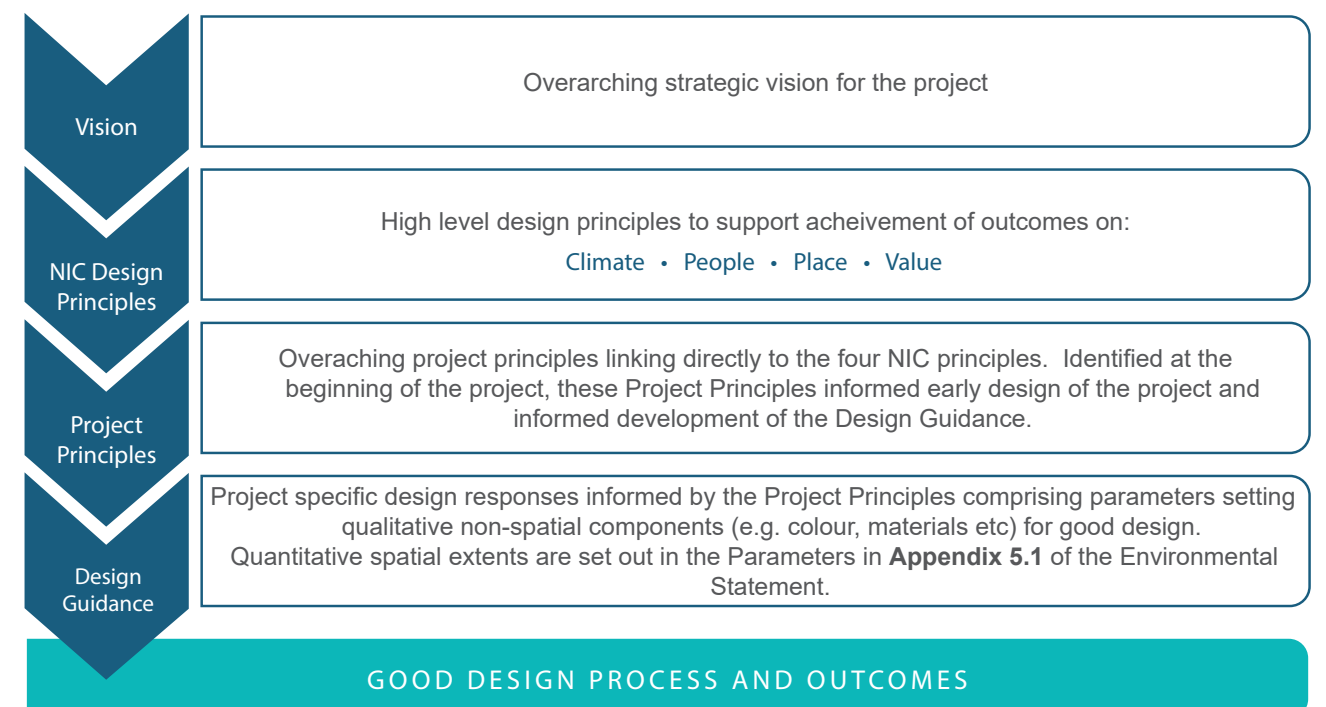 Vision
Overarching strategic vision for the project
NIC Design
Principles
High level design principles to support acheivement of outcomes on:
Climate • People • Place • Value
Project
Principles
Overaching project principles linking directly to the four NIC principles. Identified at the
beginning of the project, these Project Principles informed early design of the project and
informed development of the Design Guidance.
Design
Guidance
Project specific design responses informed by the Project Principles comprising parameters setting
qualitative non-spatial components (e.g. colour, materials etc) for good design.
Quantitative spatial extents are set out in the Parameters in Appendix 5.1 of the Environmental
Statement.
GOOD DESIGN PROCESS AND OUTCOMES